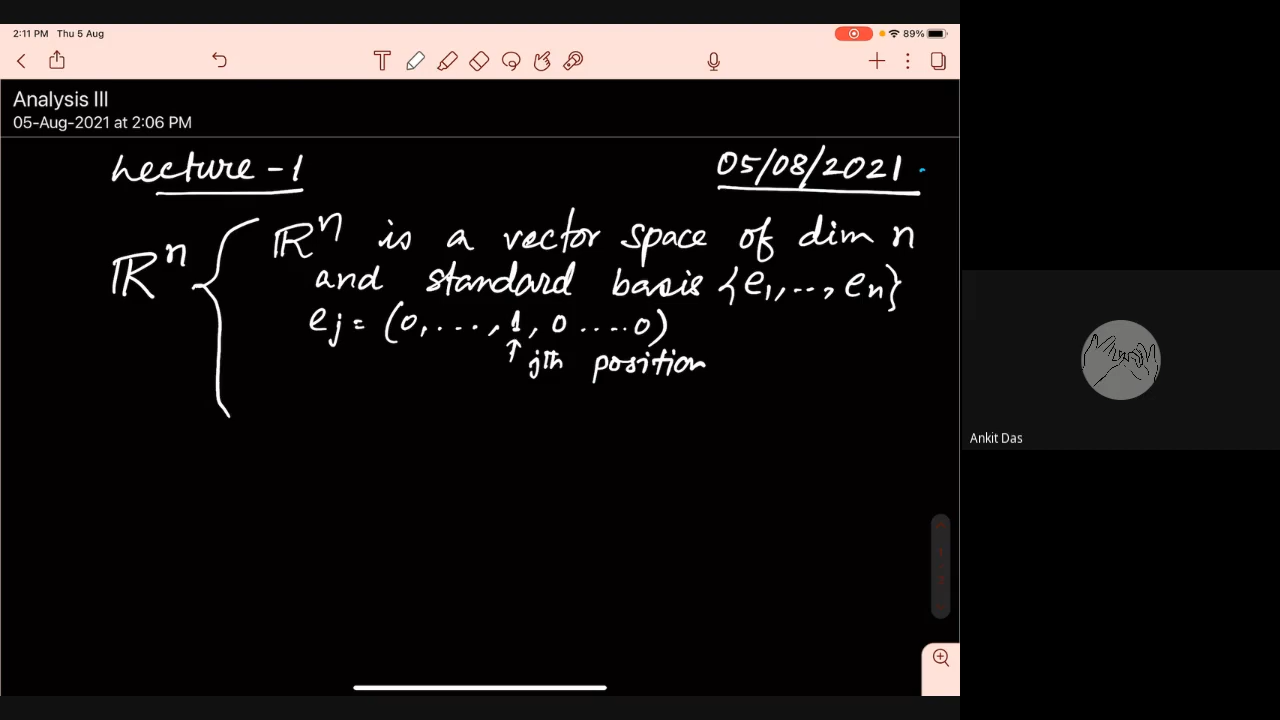 2:11 PM Thu 5 Aug
89%
Analysis III
05-Aug-2021 at 2:06 PM
Lecture - 1 05/08/2021
ℝⁿ { ℝⁿ is a vector space of dim n
and standard basis {e₁, ..., eₙ}
eⱼ = (0, ...., 1, 0 ..... 0)
↑ jth position
Ankit Das